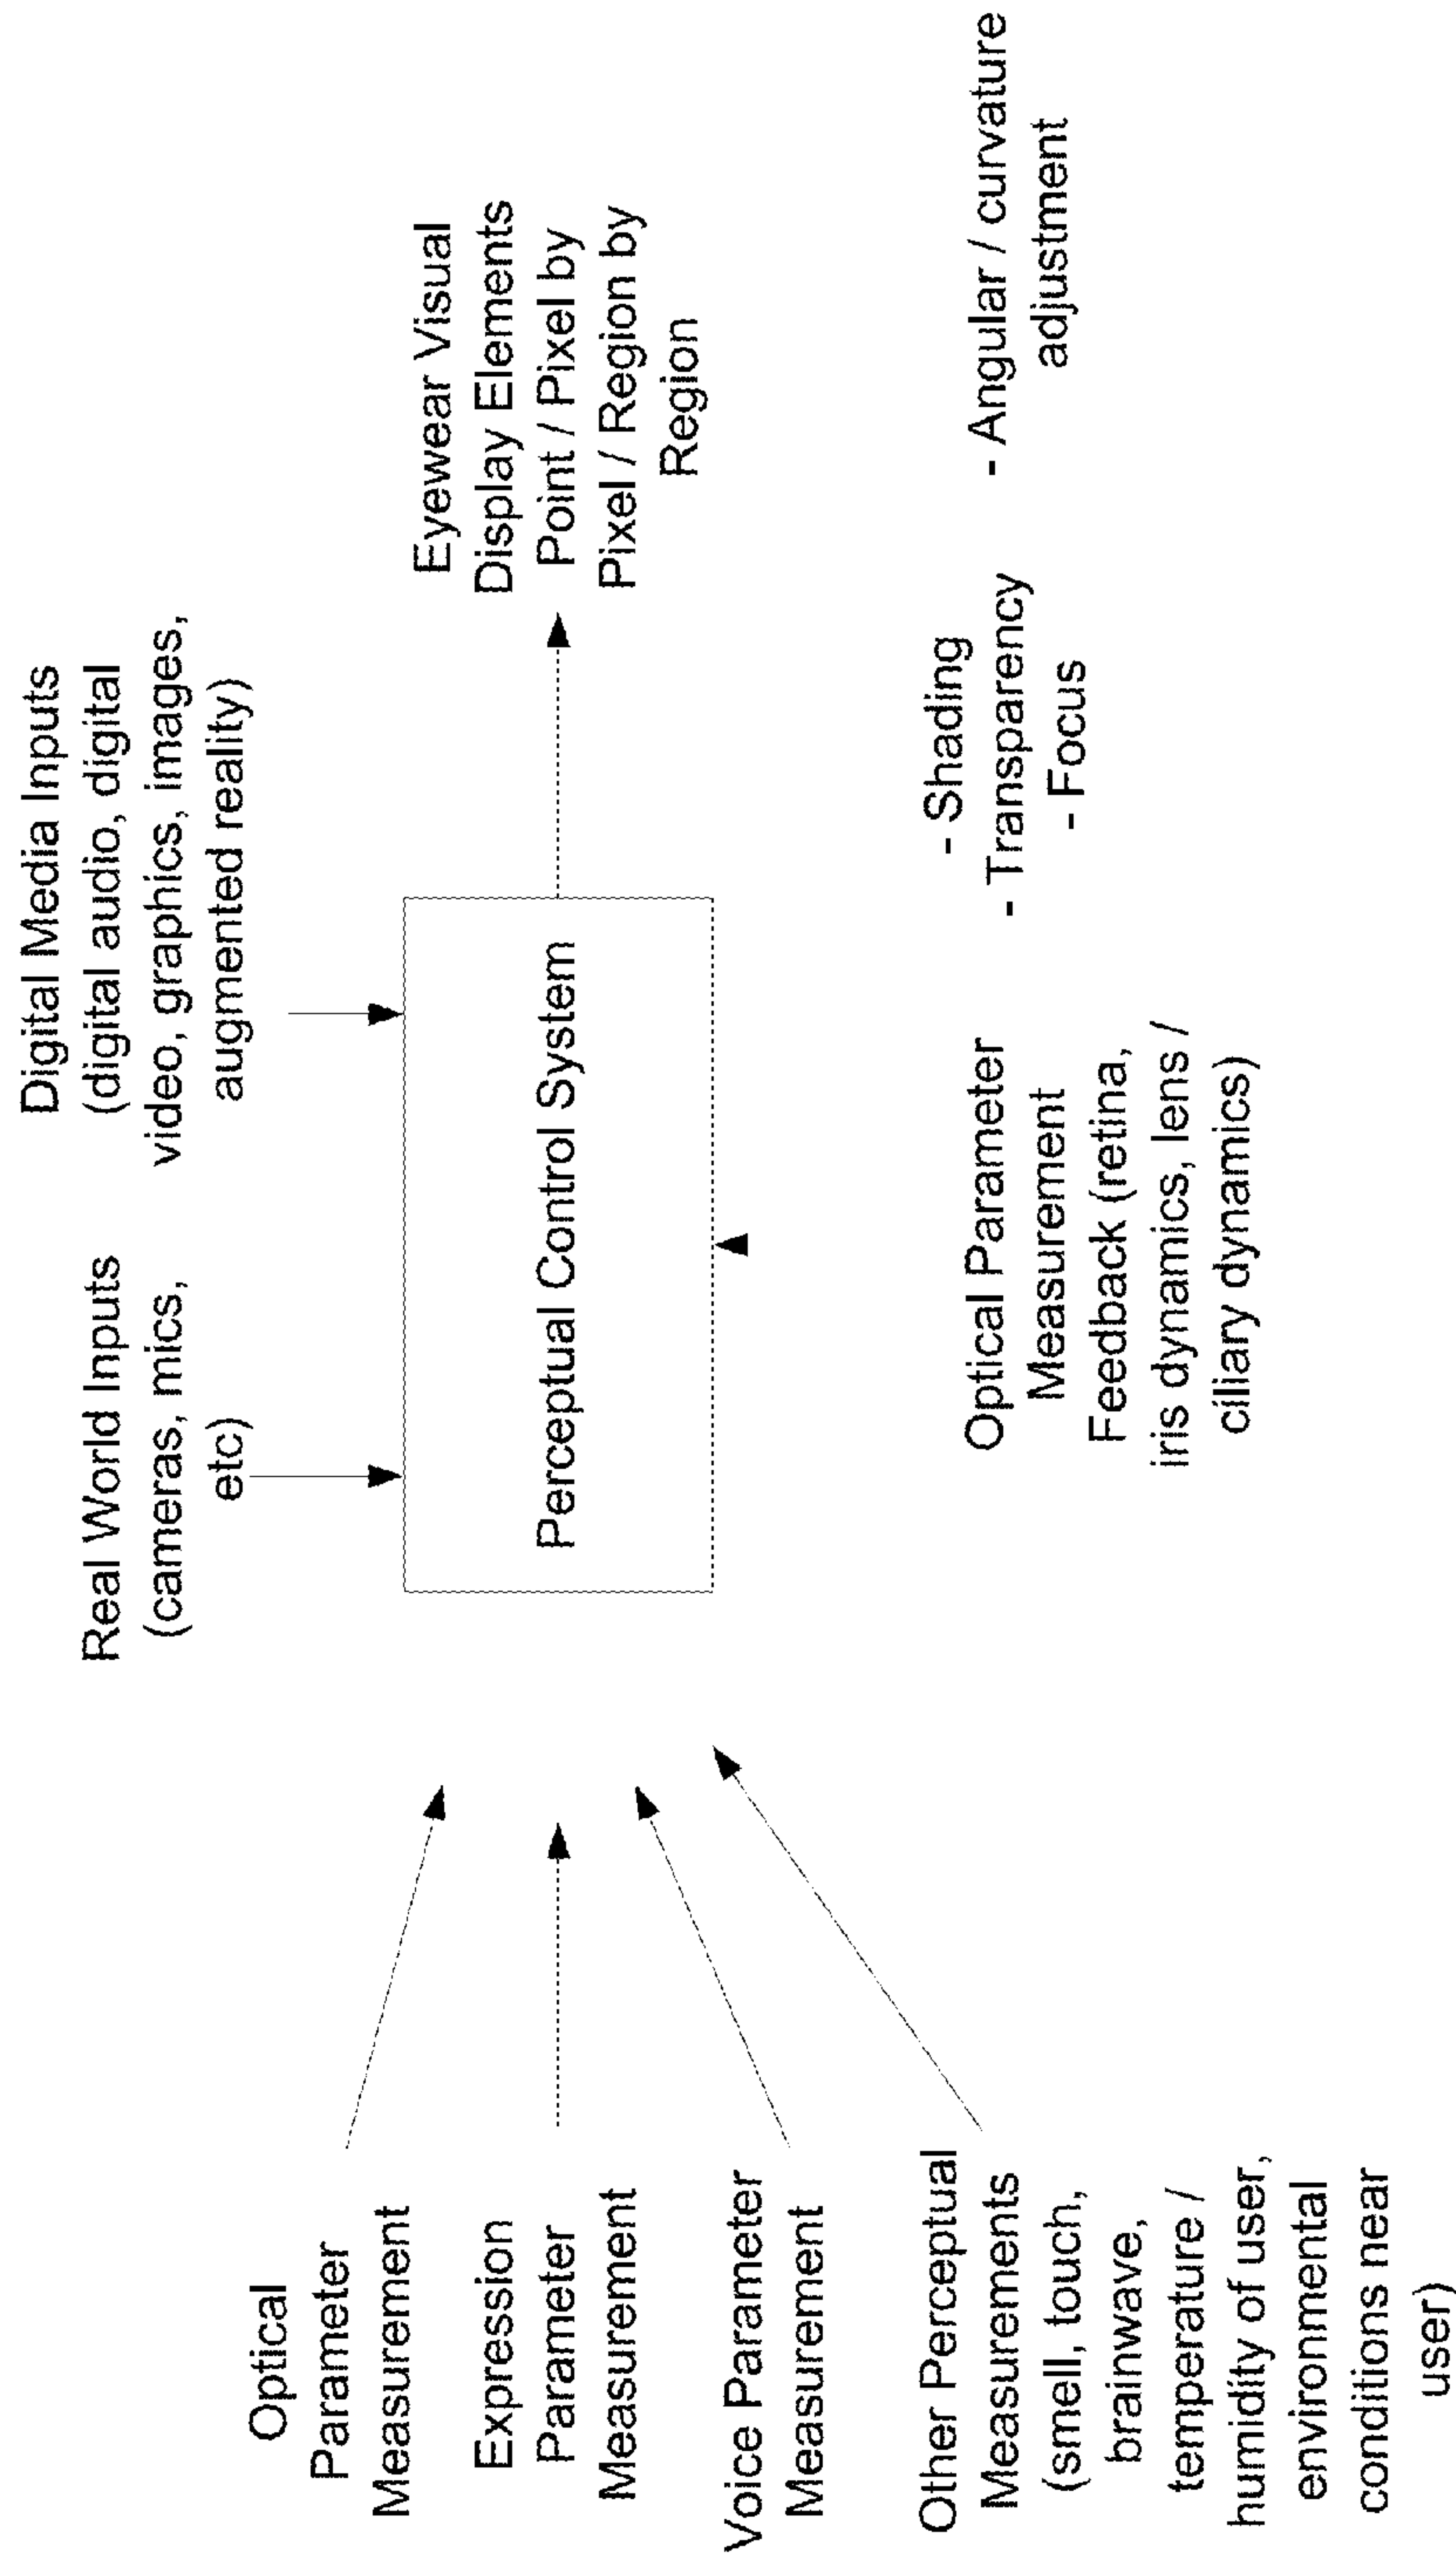 Real World Inputs
(cameras, mics,
etc)
Digital Media Inputs
(digital audio, digital
video, graphics, images,
augmented reality)
Optical
Parameter
Measurement
Expression
Parameter
Measurement
Voice Parameter
Measurement
Other Perceptual
Measurements
(smell, touch,
brainwave,
temperature /
humidity of user,
environmental
conditions near
user)
Perceptual Control System
Eyewear Visual
Display Elements
Point / Pixel by
Pixel / Region by
Region
Optical Parameter
Measurement
Feedback (retina,
iris dynamics, lens /
ciliary dynamics)
- Shading
- Transparency
- Focus
- Angular / curvature
adjustment